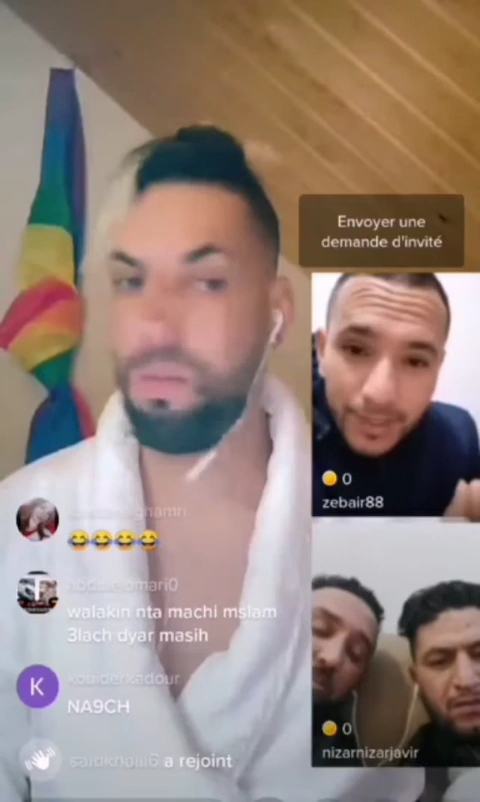 Envoyer une
demande d'invité
0
zebair88
😂😂😂😂
walakin nta machi mslam
3lach dyar masih
K
NA9CH
a rejoint
0
nizarnizarjavir